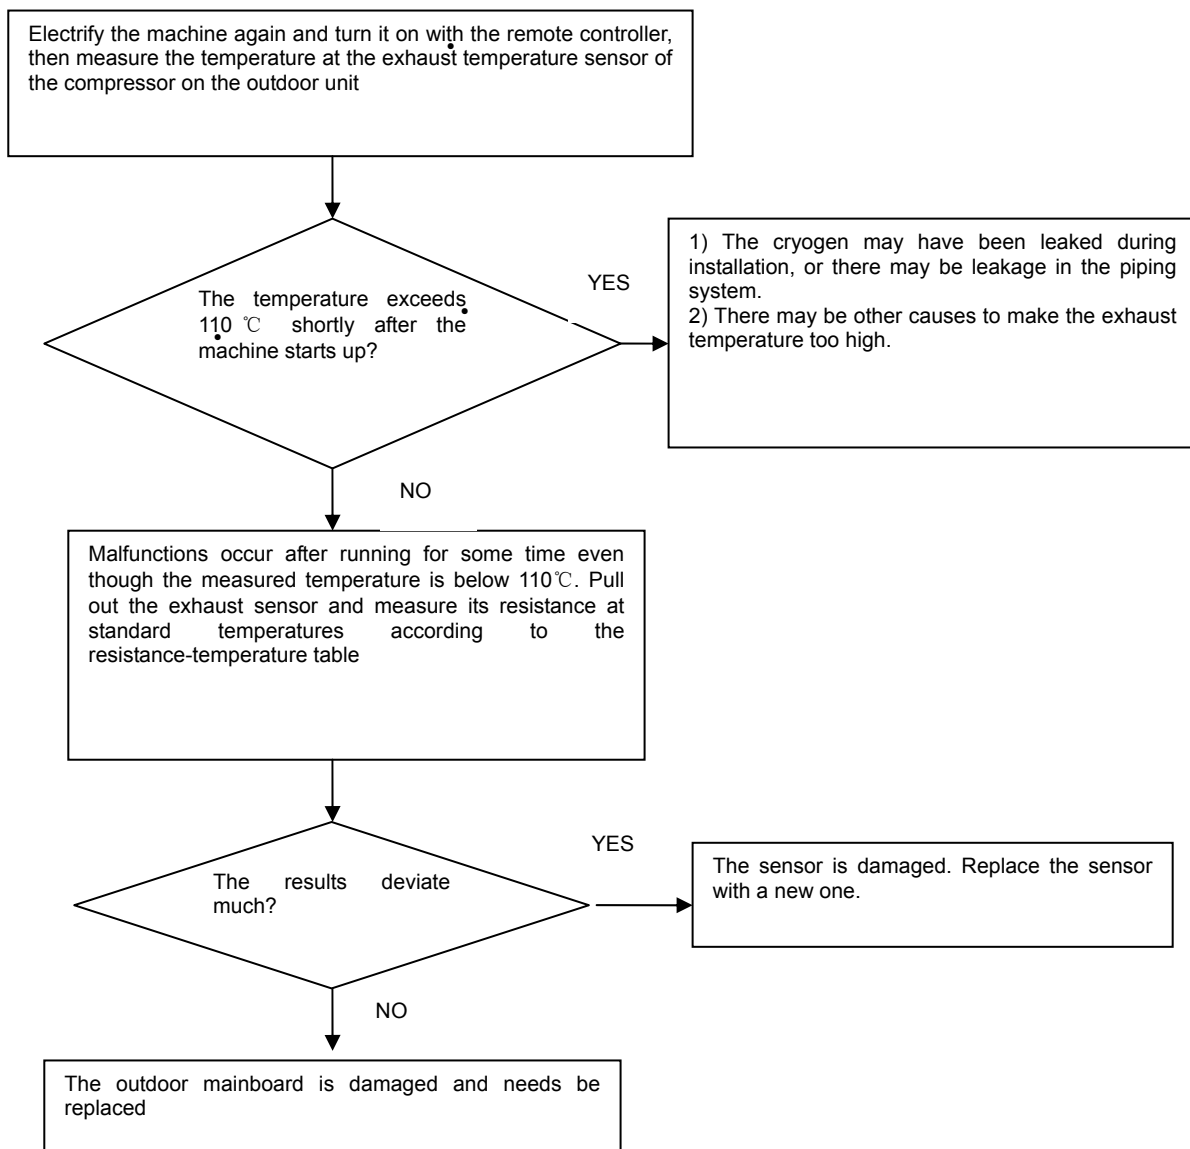 Electrify the machine again and turn it on with the remote controller,
then measure the temperature at the exhaust temperature sensor of
the compressor on the outdoor unit
The temperature exceeds
110 ℃ shortly after the
machine starts up?
YES
1) The cryogen may have been leaked during
installation, or there may be leakage in the piping
system.
2) There may be other causes to make the exhaust
temperature too high.
NO
Malfunctions occur after running for some time even
though the measured temperature is below 110℃. Pull
out the exhaust sensor and measure its resistance at
standard temperatures according to the
resistance-temperature table
The results deviate
much?
YES
The sensor is damaged. Replace the sensor
with a new one.
NO
The outdoor mainboard is damaged and needs be
replaced